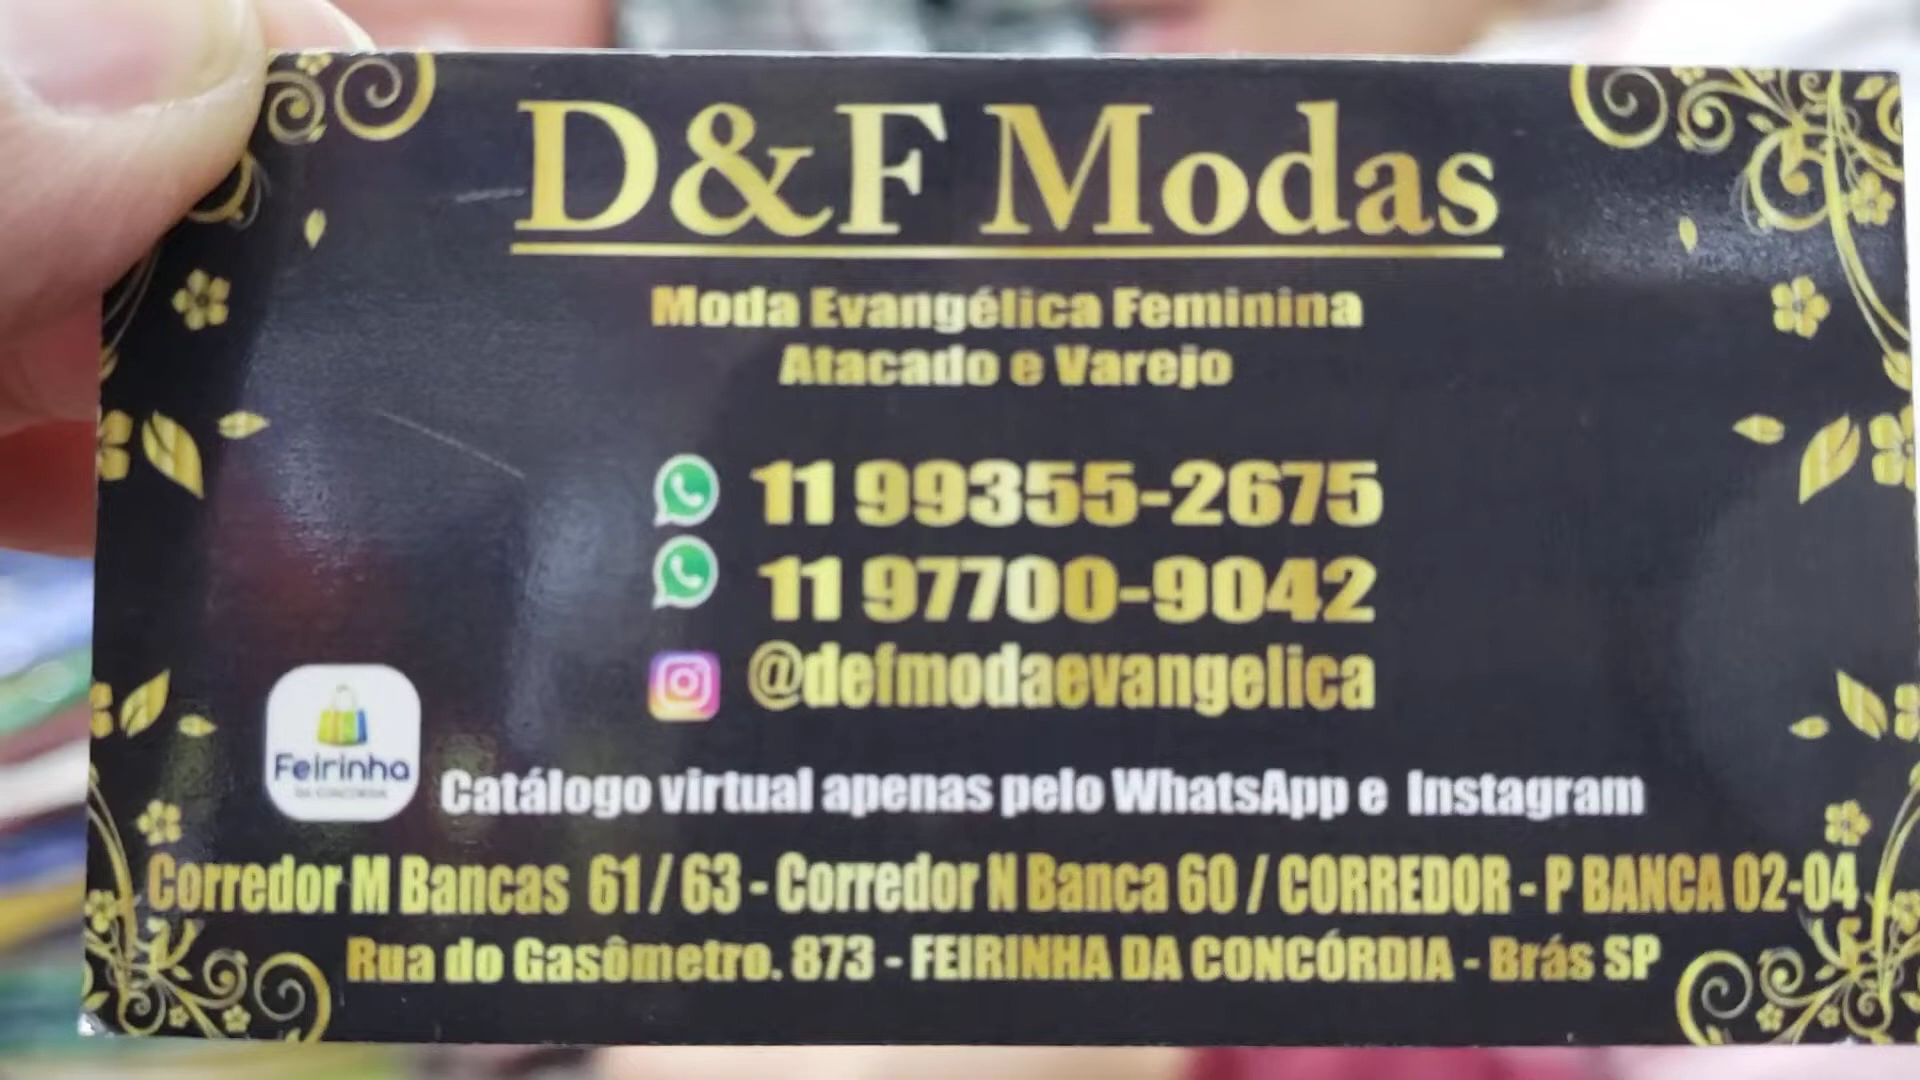 D&F Modas
Moda Evangélica Feminina
Atacado e Varejo
11 99355-2675
11 97700-9042
@defmodaevangelica
Feirinha
DA CONCÓRDIA
Catálogo virtual apenas pelo WhatsApp e Instagram
Corredor M Bancas 61 / 63 - Corredor N Banca 60 / CORREDOR - P BANCA 02-04
Rua do Gasômetro. 873 - FEIRINHA DA CONCÓRDIA - Brás SP